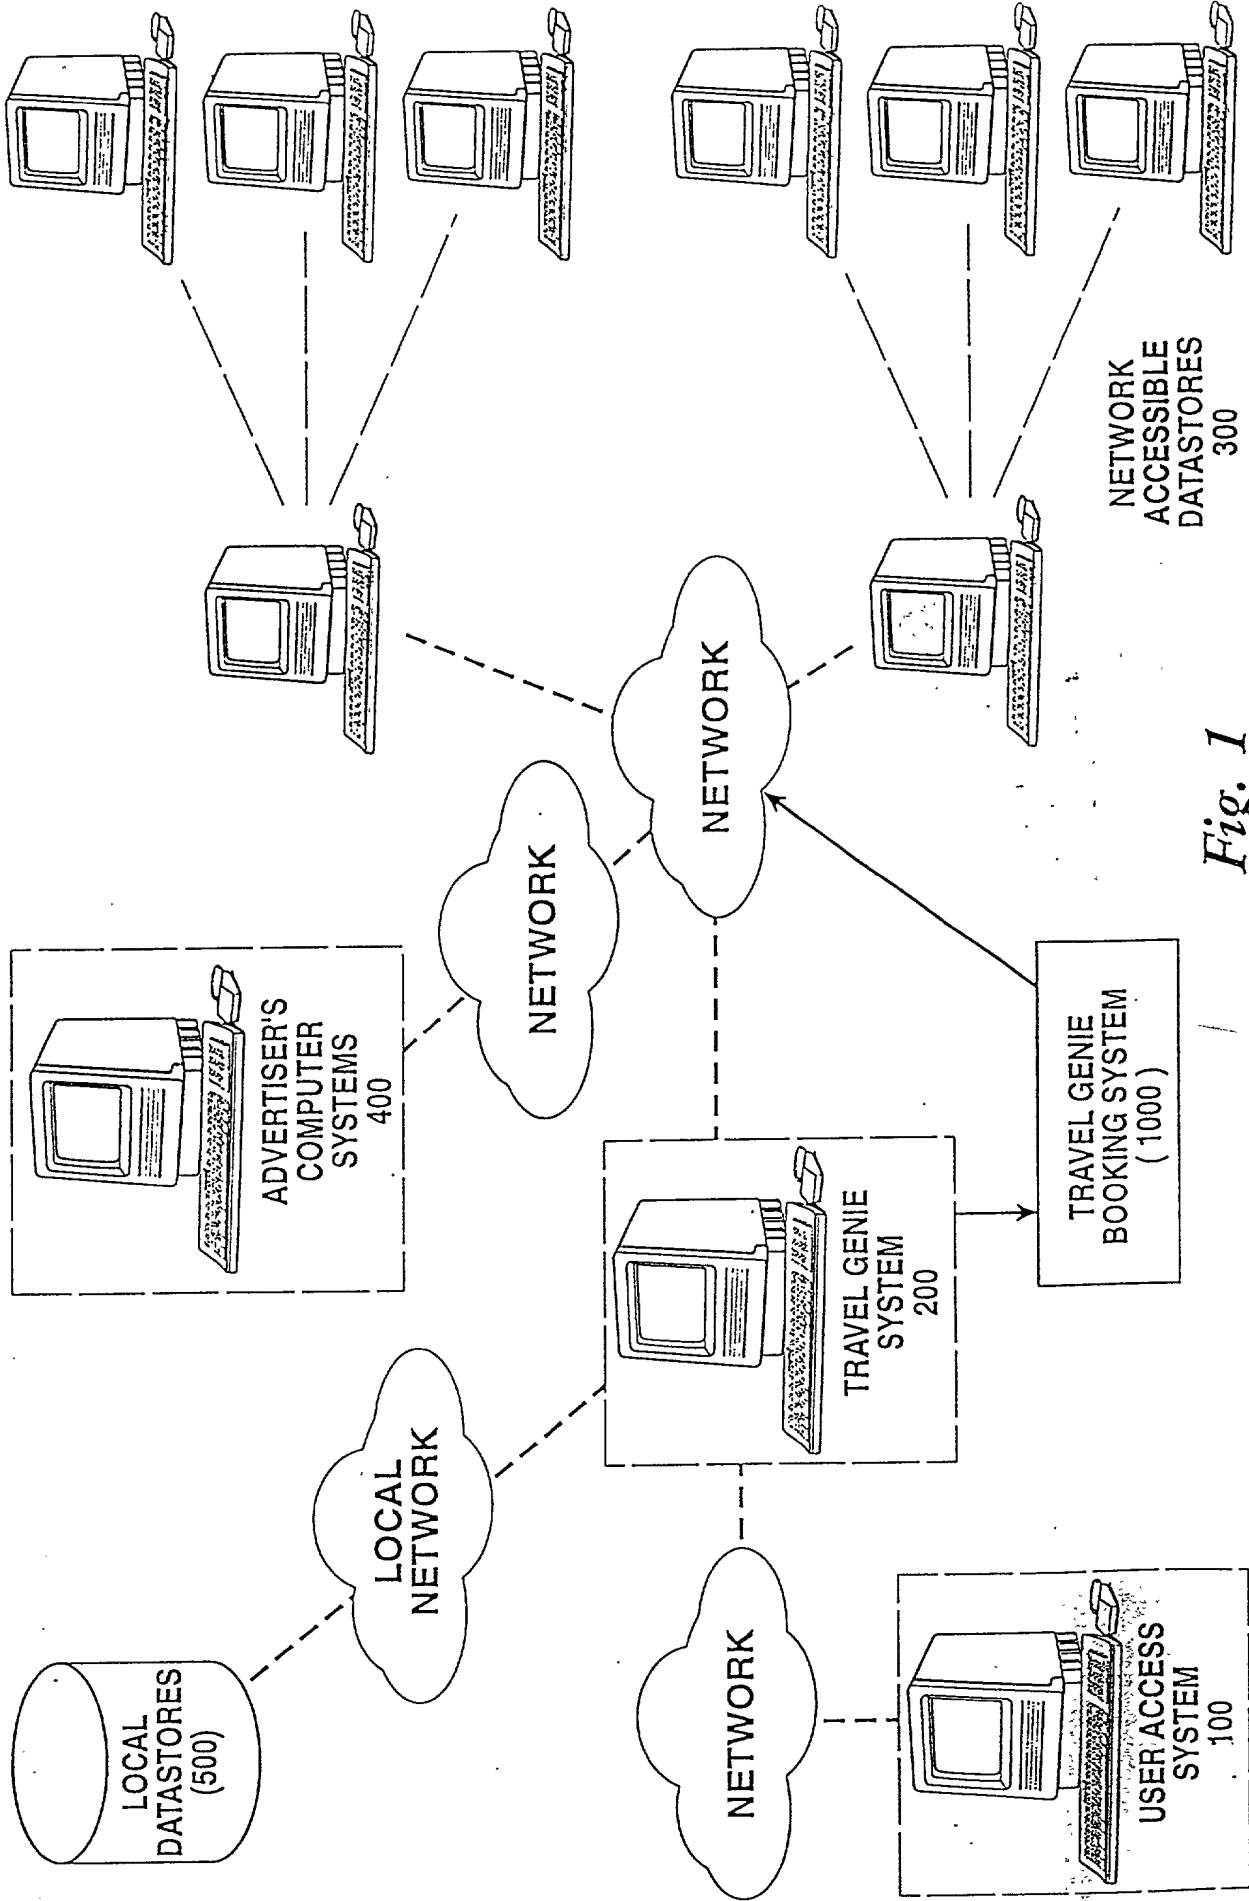 LOCAL
DATASTORES
(500)
LOCAL
NETWORK
ADVERTISER'S
COMPUTER
SYSTEMS
400
NETWORK
NETWORK
NETWORK
TRAVEL GENIE
SYSTEM
200
USER ACCESS
SYSTEM
100
TRAVEL GENIE
BOOKING SYSTEM
(1000)
NETWORK
ACCESSIBLE
DATASTORES
300
Fig. 1